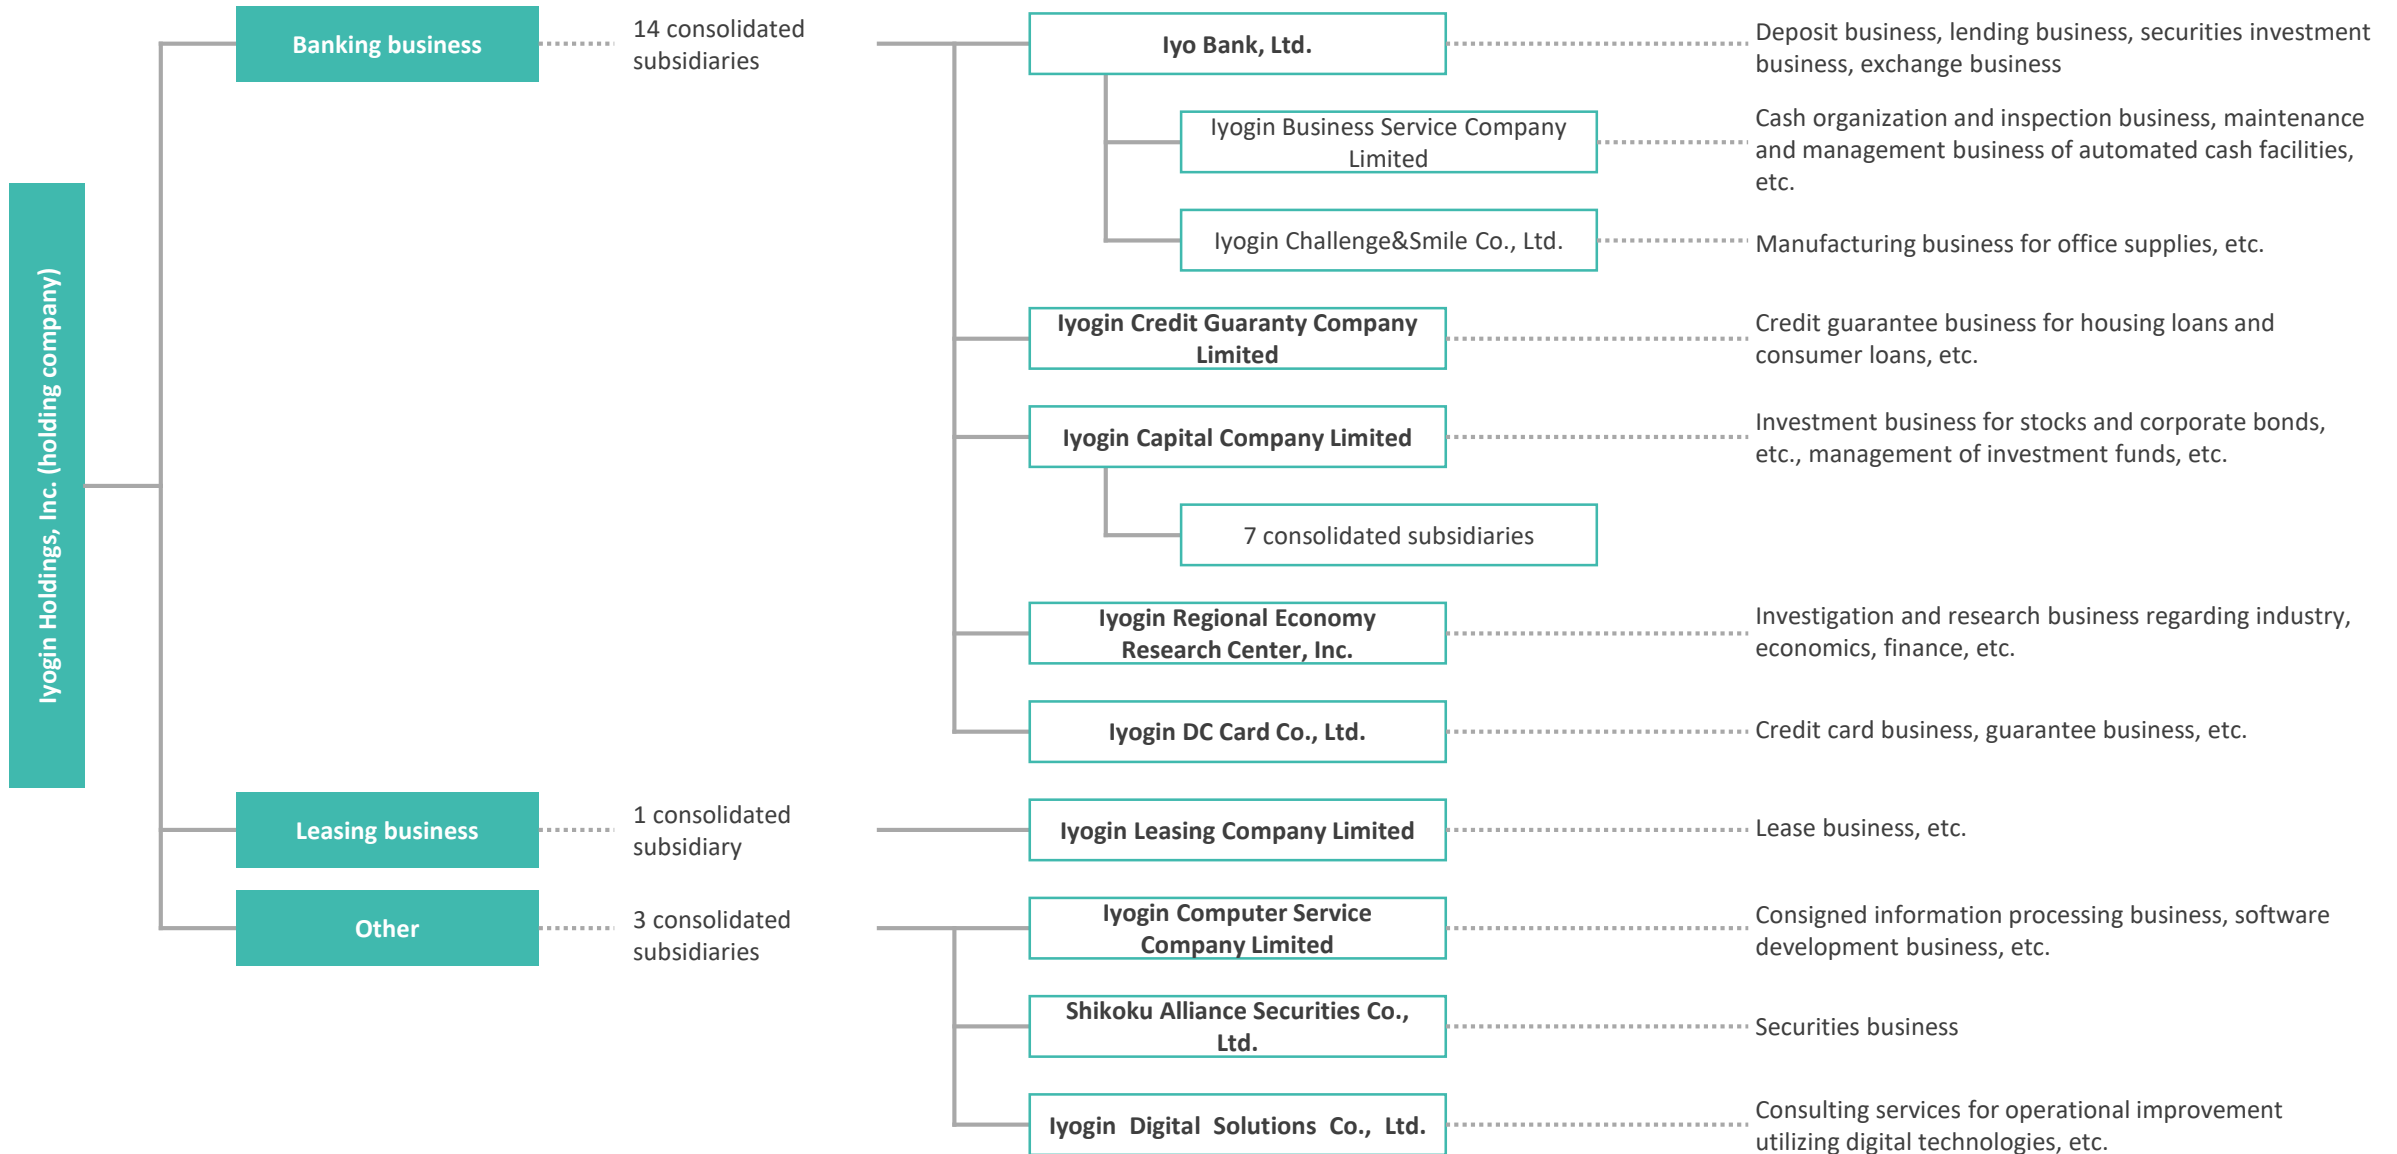 Iyogin Holdings, Inc. (holding company)
Banking business
14 consolidated
subsidiaries
Iyo Bank, Ltd.
Deposit business, lending business, securities investment
business, exchange business
Iyogin Business Service Company
Limited
Cash organization and inspection business, maintenance
and management business of automated cash facilities,
etc.
Iyogin Challenge&Smile Co., Ltd.
Manufacturing business for office supplies, etc.
Iyogin Credit Guaranty Company
Limited
Credit guarantee business for housing loans and
consumer loans, etc.
Iyogin Capital Company Limited
Investment business for stocks and corporate bonds,
etc., management of investment funds, etc.
7 consolidated subsidiaries
Iyogin Regional Economy
Research Center, Inc.
Investigation and research business regarding industry,
economics, finance, etc.
Iyogin DC Card Co., Ltd.
Credit card business, guarantee business, etc.
Leasing business
1 consolidated
subsidiary
Iyogin Leasing Company Limited
Lease business, etc.
Other
3 consolidated
subsidiaries
Iyogin Computer Service
Company Limited
Consigned information processing business, software
development business, etc.
Shikoku Alliance Securities Co.,
Ltd.
Securities business
Iyogin Digital Solutions Co., Ltd.
Consulting services for operational improvement
utilizing digital technologies, etc.